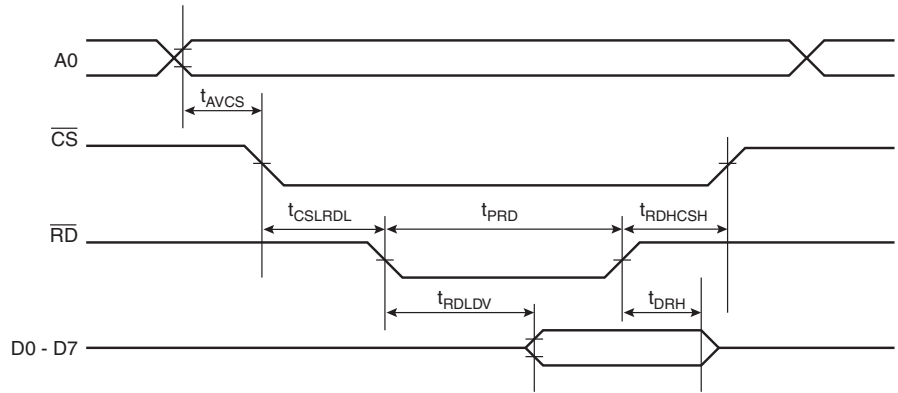 A0
tAVCS
CS
tCSLRDL
tPRD
tRDHCSH
RD
tRDLDV
tDRH
D0 - D7